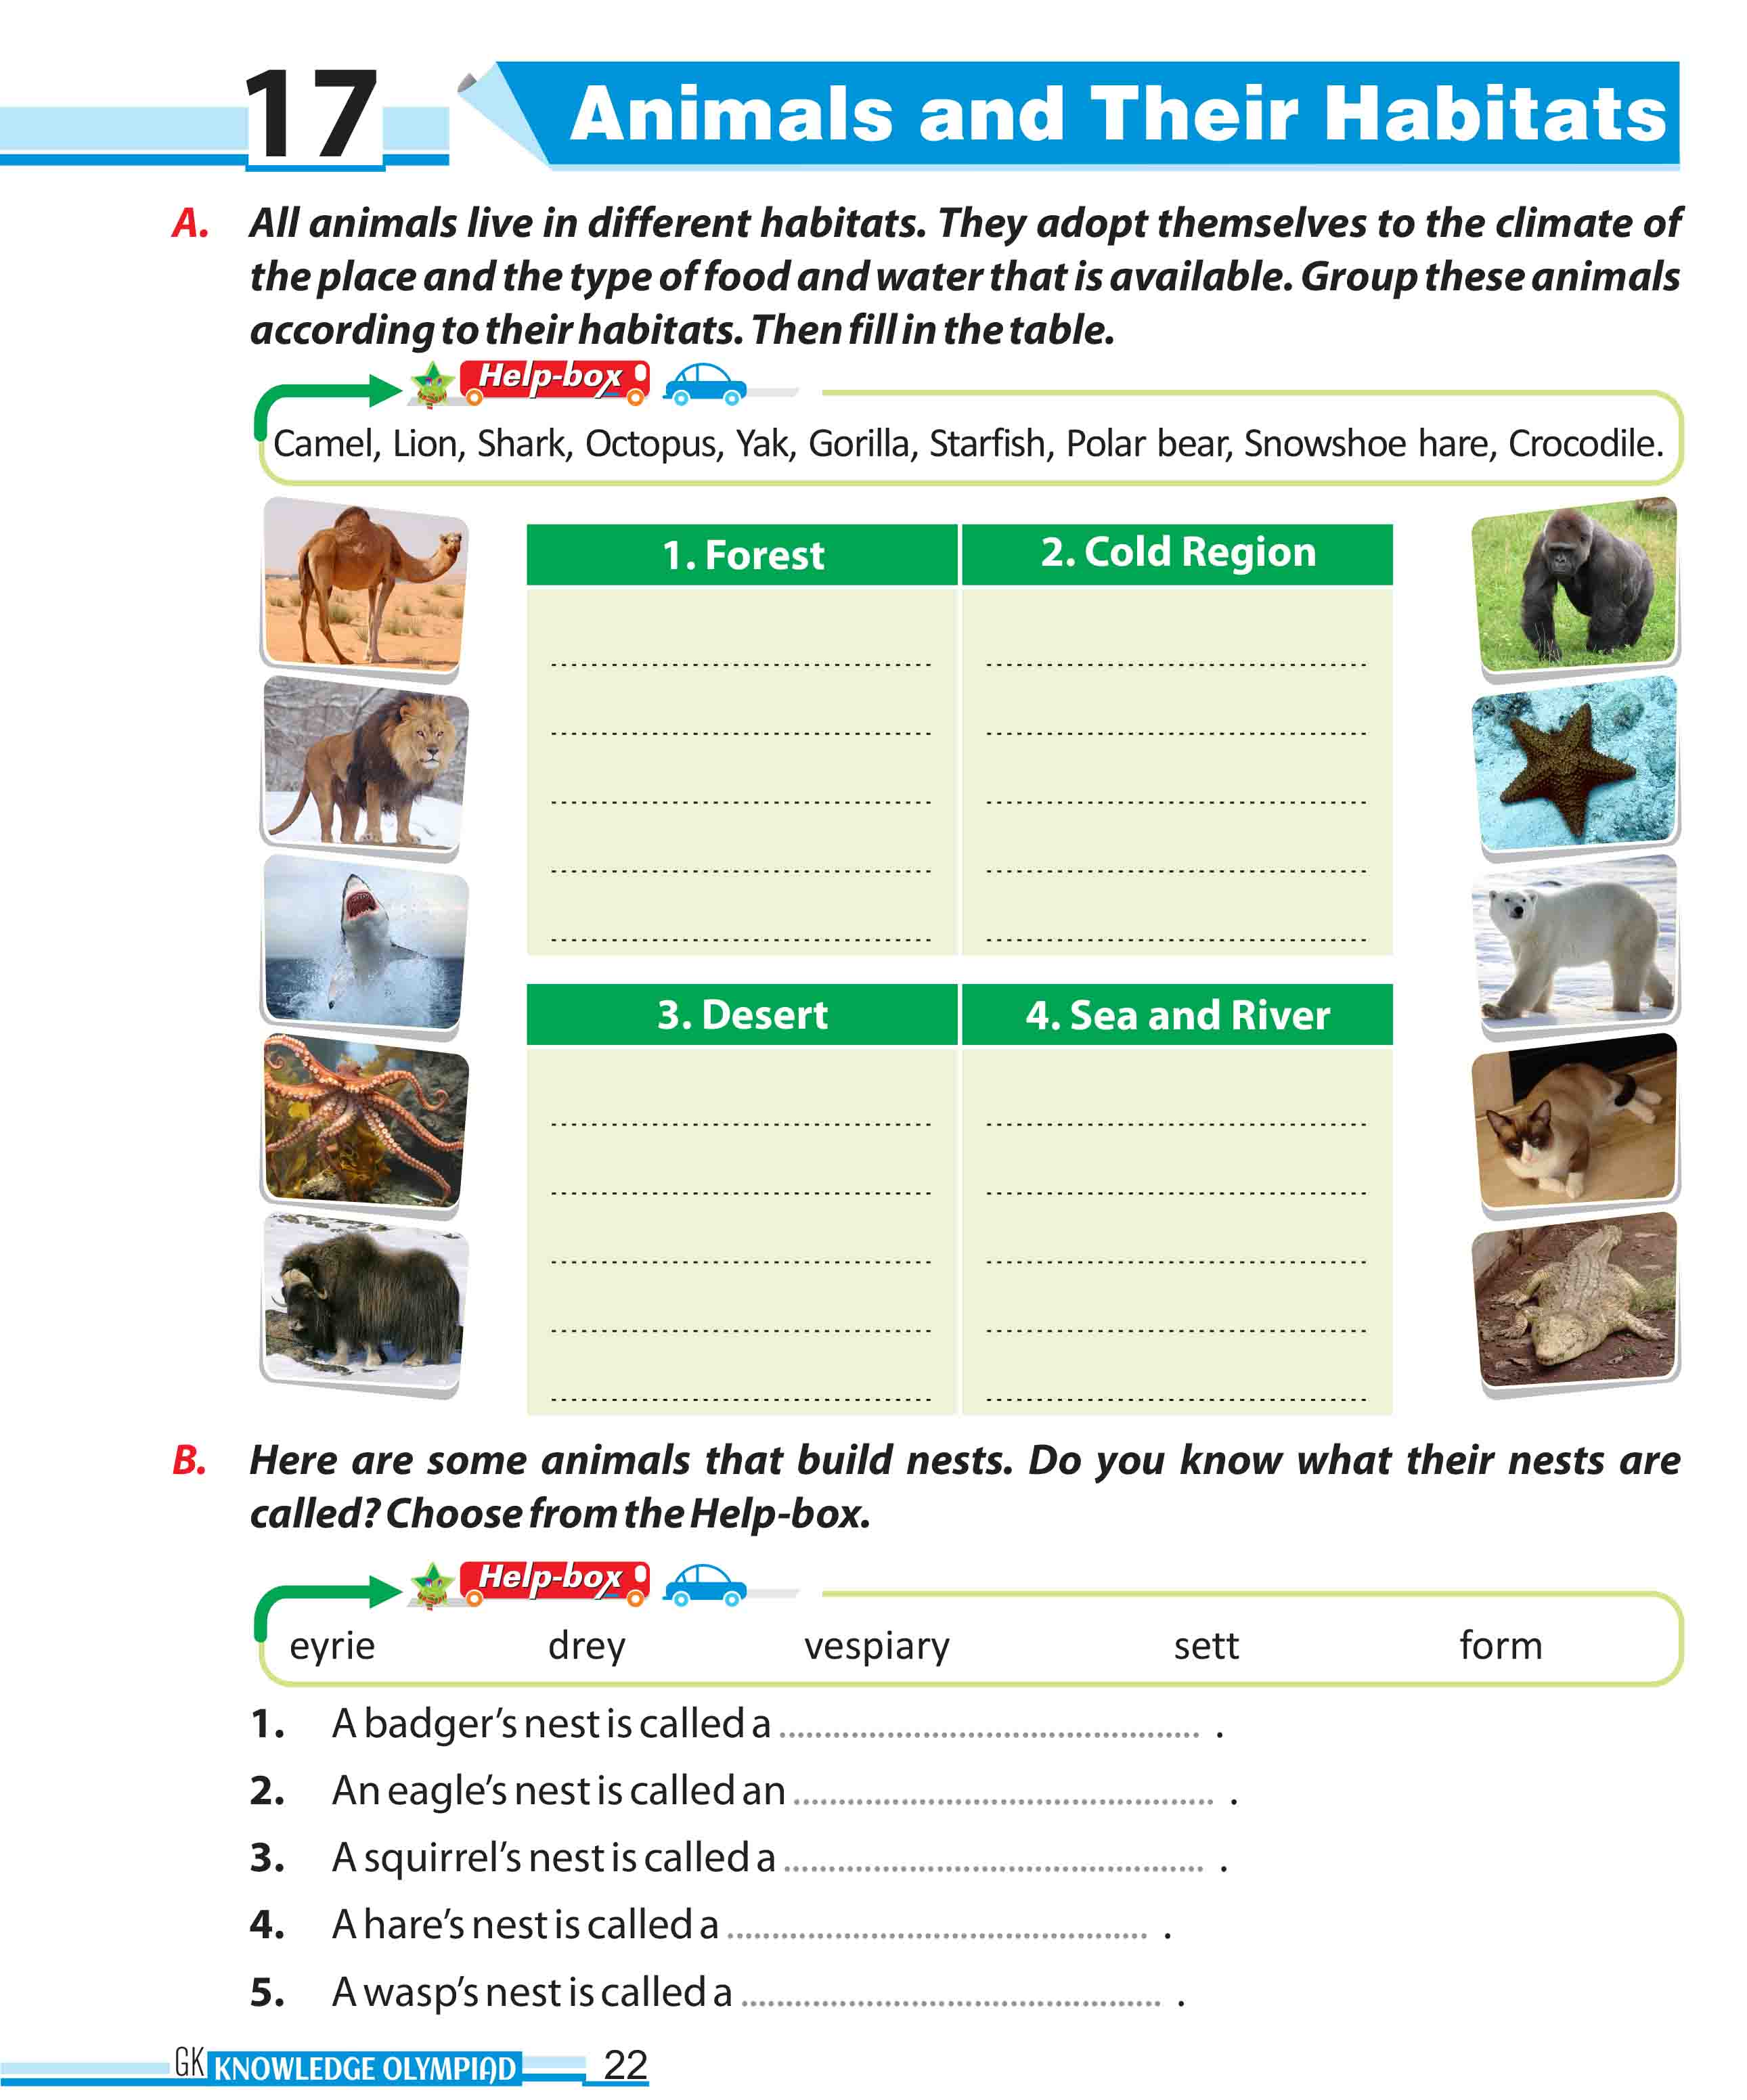 17
Animals and Their Habitats
A. All animals live in different habitats. They adopt themselves to the climate of
the place and the type of food and water that is available. Group these animals
according to their habitats. Then fill in the table.
Help-box
Camel, Lion, Shark, Octopus, Yak, Gorilla, Starfish, Polar bear, Snowshoe hare, Crocodile.
1. Forest
2. Cold Region
3. Desert
4. Sea and River
B. Here are some animals that build nests. Do you know what their nests are
called? Choose from the Help-box.
Help-box
eyrie drey vespiary sett form
1. A badger’s nest is called a .
2. An eagle’s nest is called an .
3. A squirrel’s nest is called a .
4. A hare’s nest is called a .
5. A wasp’s nest is called a .
GK KNOWLEDGE OLYMPIAD 22